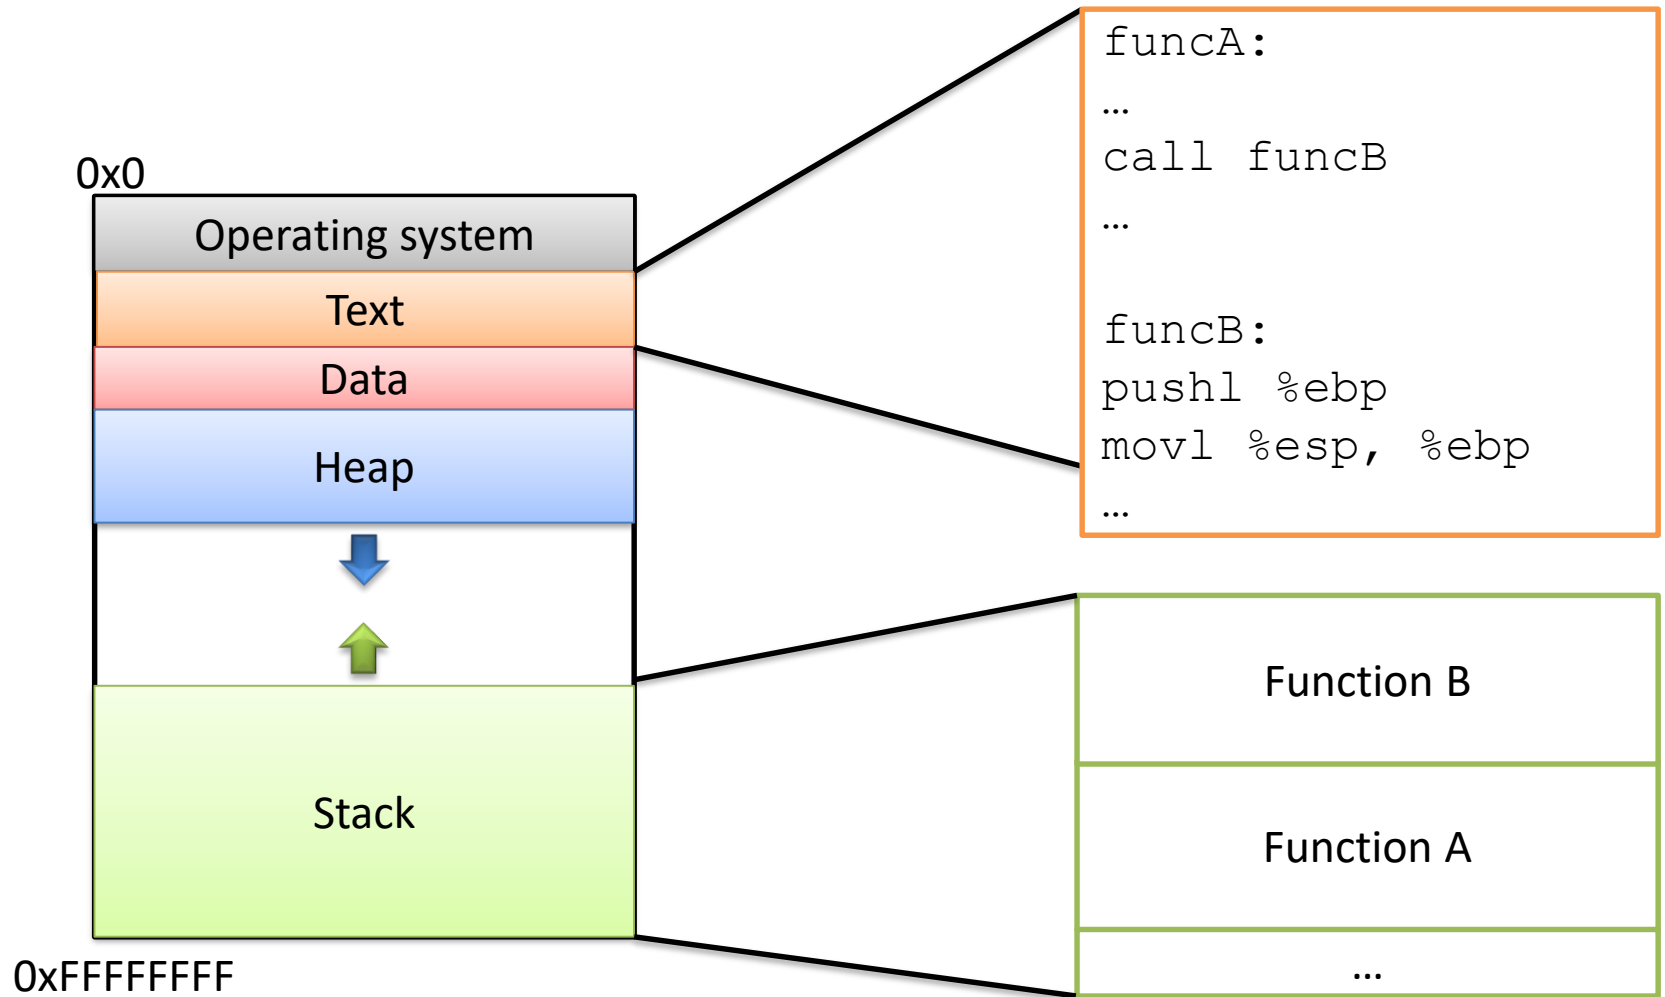 0x0
Operating system
Text
Data
Heap
Stack
0xFFFFFFFF
funcA:
…
call funcB
…
funcB:
pushl %ebp
movl %esp, %ebp
…
Function B
Function A
…